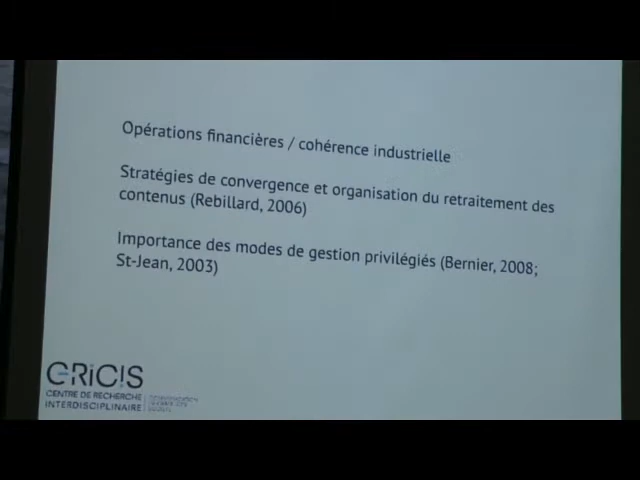 Opérations financières / cohérence industrielle
Stratégies de convergence et organisation du retraitement des
contenus (Rebillard, 2006)
Importance des modes de gestion privilégiés (Bernier, 2008;
St-Jean, 2003)
CRiCIS
CENTRE DE RECHERCHE
INTERDISCIPLINAIRE